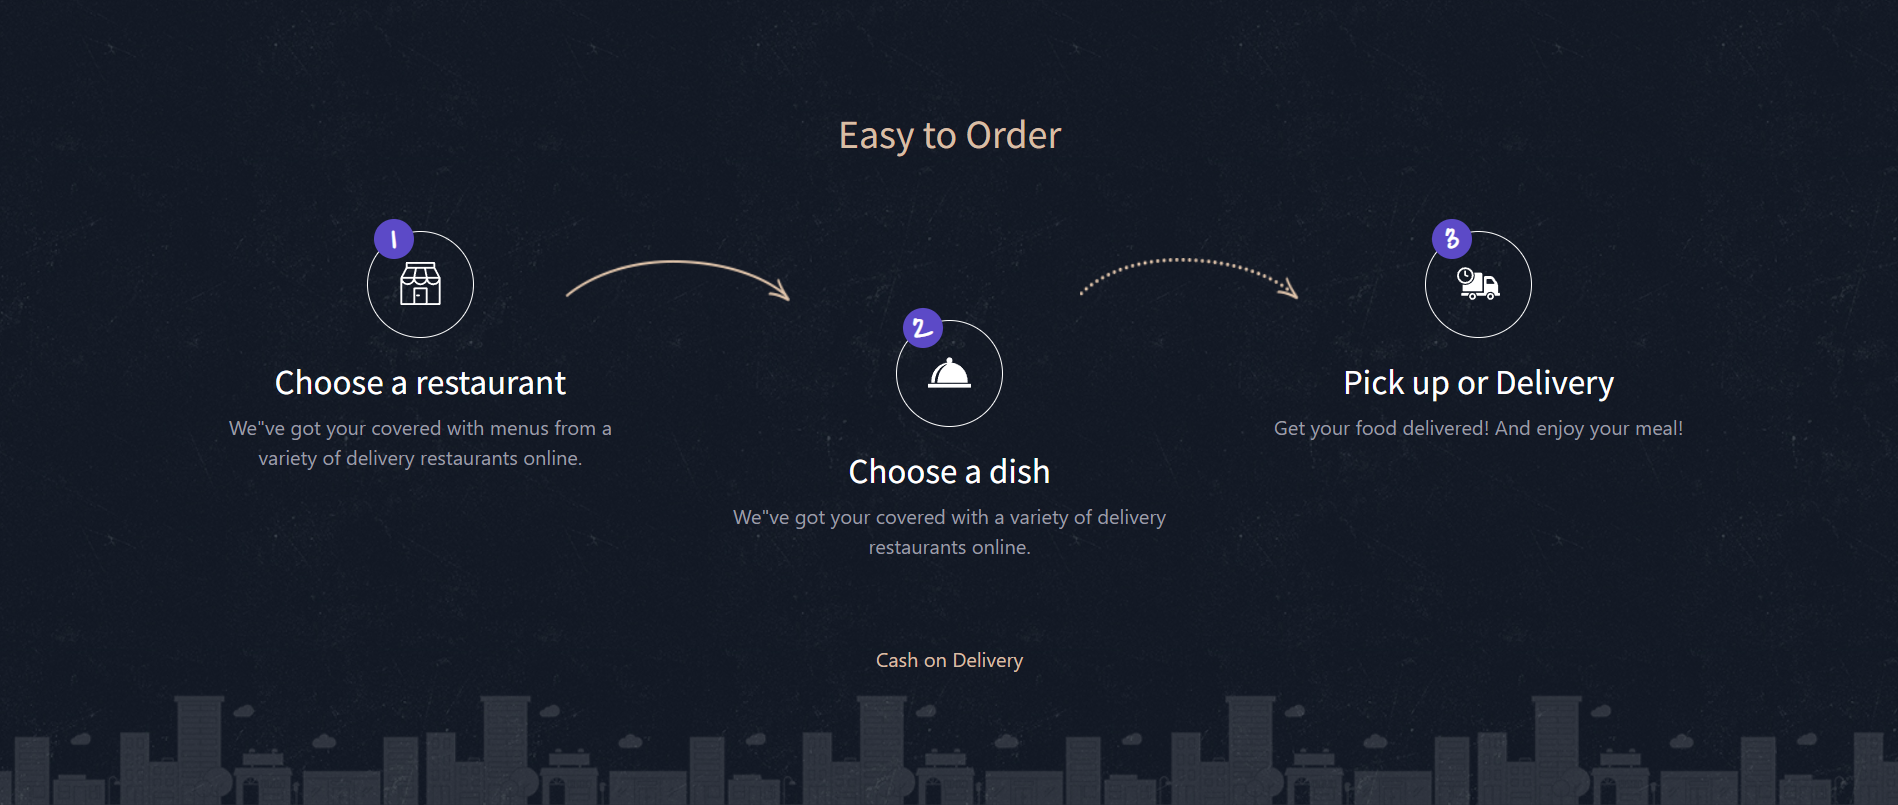 Easy to Order
1
Choose a restaurant
We"ve got your covered with menus from a
variety of delivery restaurants online.
2
Choose a dish
We"ve got your covered with a variety of delivery
restaurants online.
3
Pick up or Delivery
Get your food delivered! And enjoy your meal!
Cash on Delivery